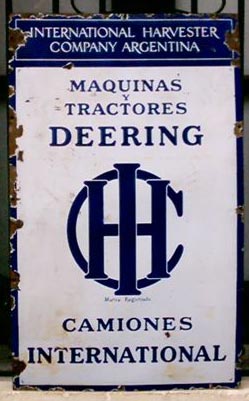 INTERNATIONAL HARVESTER
COMPANY ARGENTINA
MAQUINAS
Y
TRACTORES
DEERING
IHC
Marca Registrada
CAMIONES
INTERNATIONAL